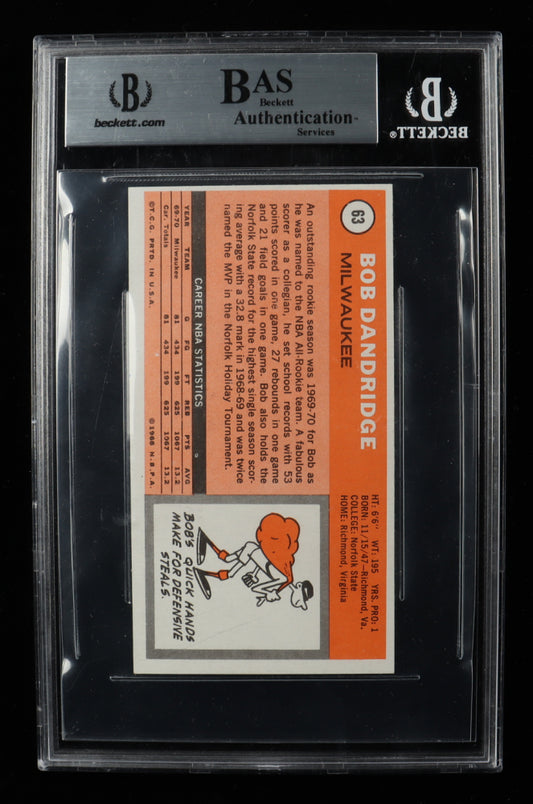 B
beckett.com
BAS
Beckett
Authentication
Services
B
BECKETT
63
BOB DANDRIDGE
MILWAUKEE
HT: 6'6" WT: 195 YRS. PRO: 1
BORN: 11/15/47—Richmond, Va.
COLLEGE: Norfolk State
HOME: Richmond, Virginia
An outstanding rookie season was 1969-70 for Bob as
he was named to the NBA All-Rookie team. A fabulous
scorer as a collegian, he set school records with 53
points scored in one game, 27 rebounds in one game
and 21 field goals in one game. Bob also holds the
Norfolk State record for the highest single season scor-
ing average with a 32.8 mark in 1968-69 and was twice
named the MVP in the Norfolk Holiday Tournament.
CAREER NBA STATISTICS
YEAR TEAM G FG FT REB PTS AVG
69-70 Milwaukee 81 434 199 625 1067 13.2
Car. Totals 81 434 199 625 1067 13.2
©T.C.G. PRTD. IN U.S.A. ©1968 N.B.P.A.
BOB'S QUICK HANDS
MAKE FOR DEFENSIVE
STEALS.